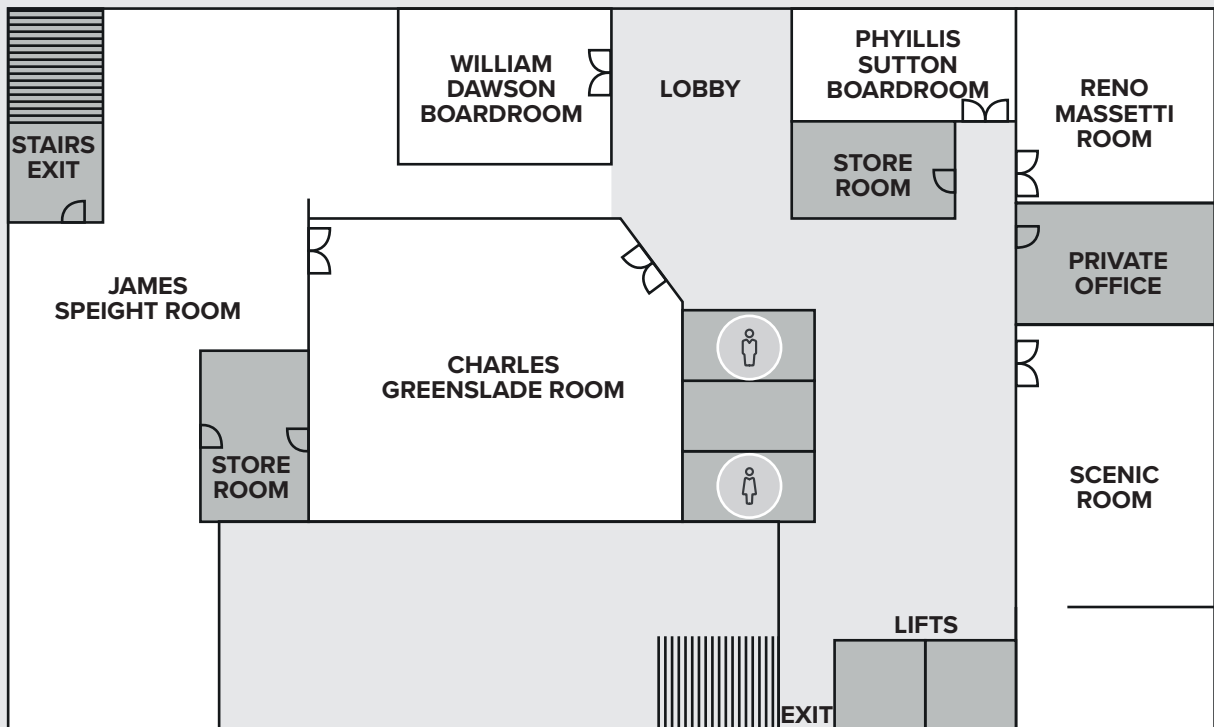 WILLIAM
DAWSON
BOARDROOM
LOBBY
PHYILLIS
SUTTON
BOARDROOM
RENO
MASSETTI
ROOM
STAIRS
EXIT
STORE
ROOM
PRIVATE
OFFICE
JAMES
SPEIGHT ROOM
CHARLES
GREENSLADE ROOM
STORE
ROOM
SCENIC
ROOM
LIFTS
EXIT